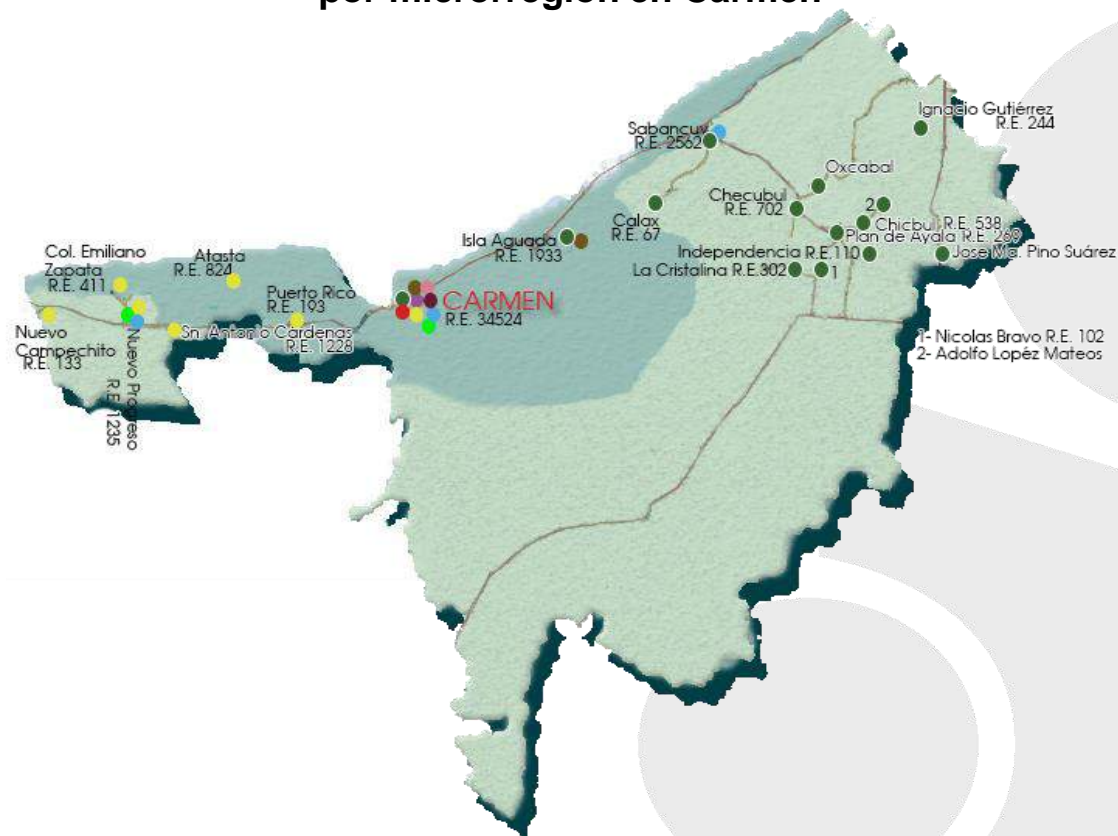 por microrregión en Carmen
Ignacio Gutiérrez
R.E. 244
Sabancuy
R.E. 2562
Oxcabal
Checubul
R.E. 702
2
Calax
R.E. 67
Chicbul R.E. 538
Plan de Ayala R.E. 269
Isla Aguada
R.E. 1933
Independencia R.E.110
Jose Ma. Pino Suárez
La Cristalina R.E.302
1
Col. Emiliano
Zapata
R.E. 411
Atasta
R.E. 824
Puerto Rico
R.E. 193
CARMEN
R.E. 34524
Nuevo
Campechito
R.E. 133
Sn. Antonio Cárdenas
R.E. 1228
Nuevo Progreso
R.E. 1235
1- Nicolas Bravo R.E. 102
2- Adolfo Lopéz Mateos